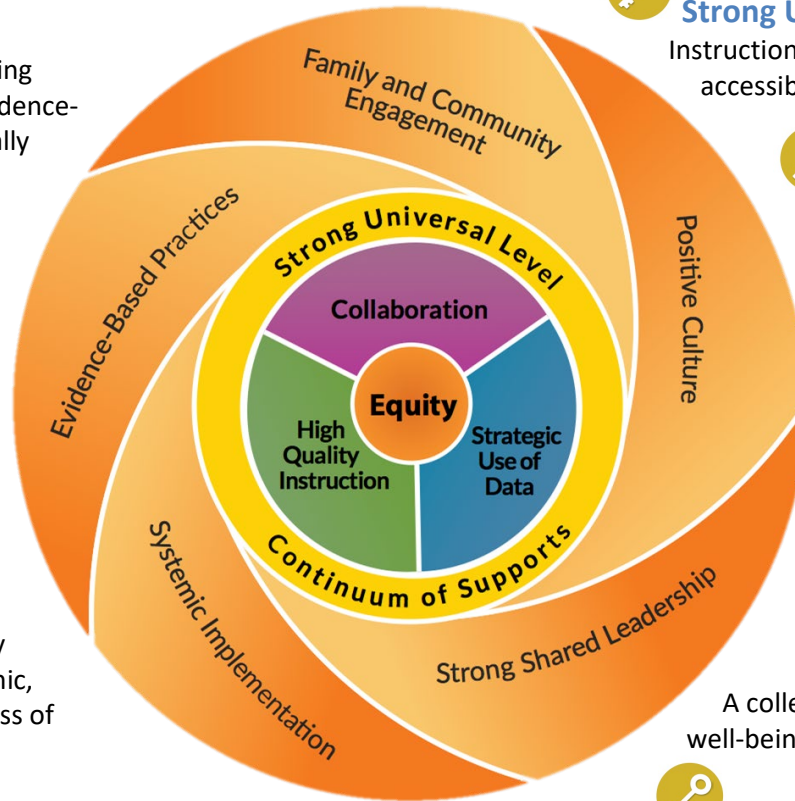 Strong U
Instruction
accessib
ing
dence-
ally
Family and Community
Engagement
Evidence-Based Practices
Positive Culture
Strong Universal Level
Collaboration
Equity
High
Quality
Instruction
Strategic
Use of
Data
Continuum of Supports
Systemic Implementation
Strong Shared Leadership
nic,
ss of
A colle
well-bein